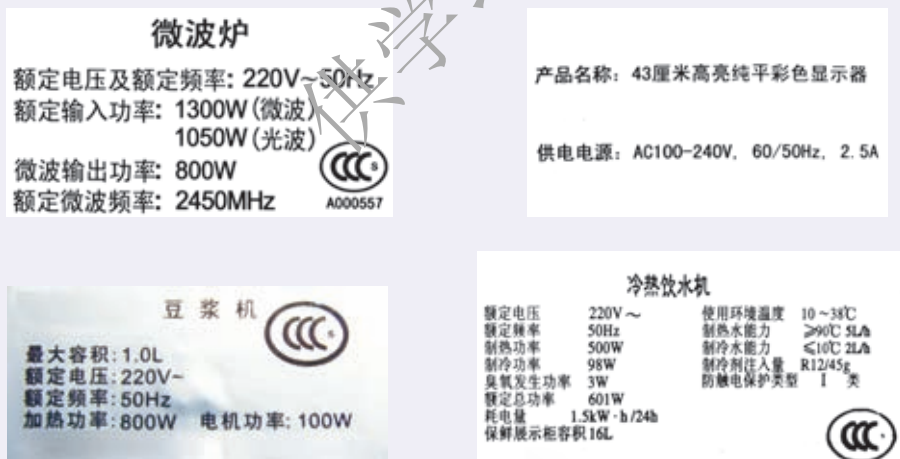 微波炉
额定电压及额定频率: 220V~50Hz
额定输入功率: 1300W(微波)
1050W(光波)
微波输出功率: 800W
额定微波频率: 2450MHz
CCC S
A000557
供学
产品名称: 43厘米高亮纯平彩色显示器
供电电源: AC100-240V, 60/50Hz, 2.5A
豆浆机
CCC S
最大容积:1.0L
额定电压:220V~
额定频率:50Hz
加热功率:800W 电机功率: 100W
冷热饮水机
额定电压 220V~ 使用环境温度 10~38℃
额定频率 50Hz 制热水能力 ≥90℃ 5L/h
制热功率 500W 制冷水能力 ≤10℃ 2L/h
制冷功率 98W 制冷剂注入量 R12/45g
臭氧发生功率 3W 防触电保护类型 I 类
额定总功率 601W
耗电量 1.5kW·h/24h
保鲜展示柜容积 16L
CCC